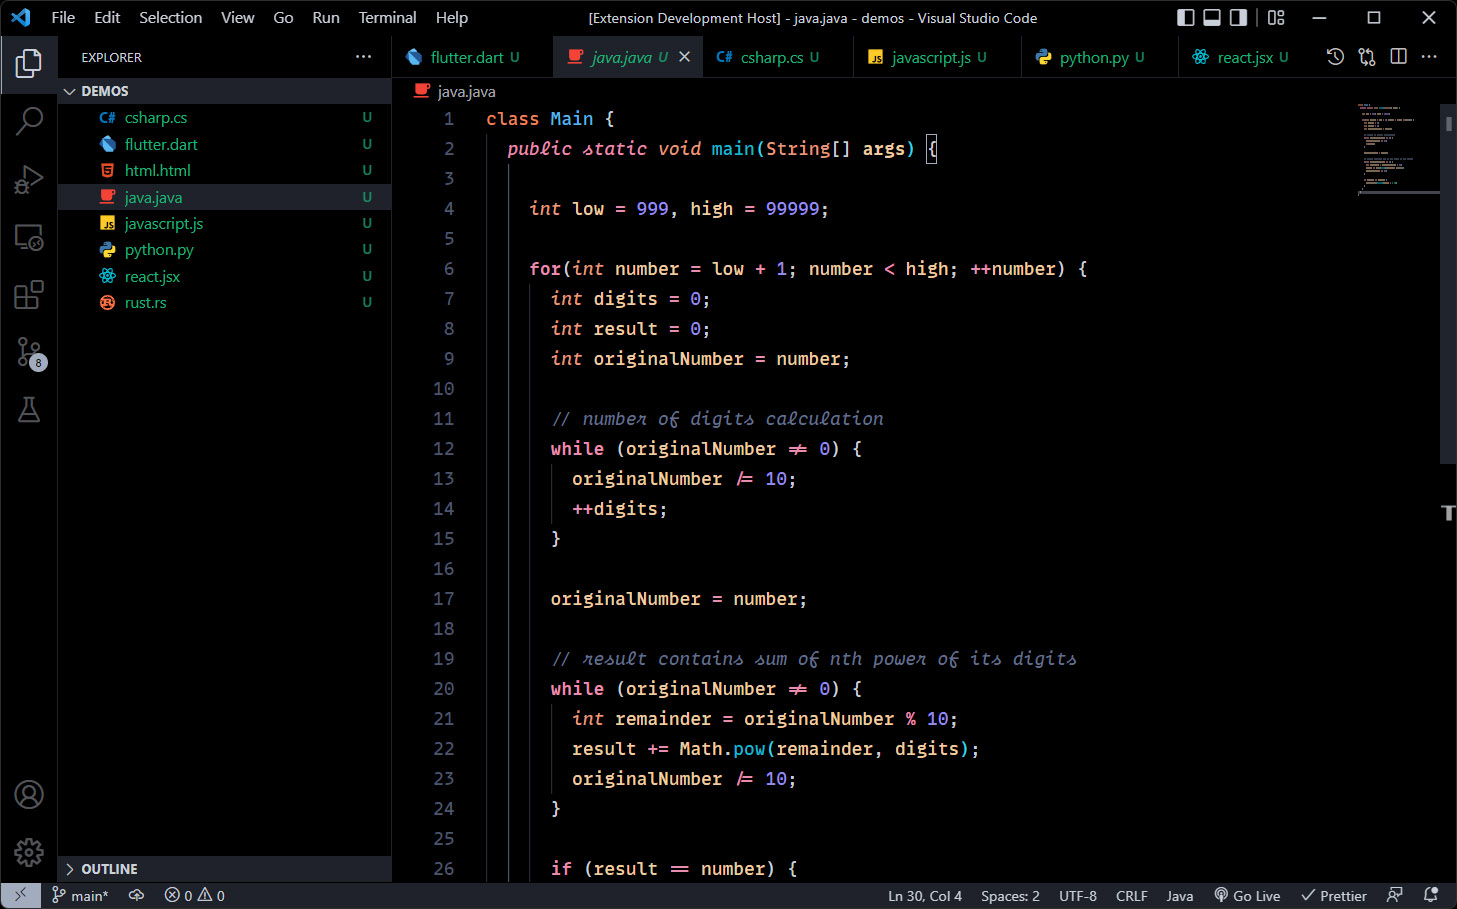 File Edit Selection View Go Run Terminal Help [Extension Development Host] - java.java - demos - Visual Studio Code
EXPLORER
flutter.dart U java.java U C# csharp.cs U JS javascript.js U python.py U react.jsx U
DEMOS
C# csharp.cs U
flutter.dart U
5 html.html U
java.java U
JS javascript.js U
python.py U
react.jsx U
R rust.rs U
8
OUTLINE
java.java
1 class Main {
2 public static void main(String[] args) {
3
4 int low = 999, high = 99999;
5
6 for(int number = low + 1; number < high; ++number) {
7 int digits = 0;
8 int result = 0;
9 int originalNumber = number;
10
11 // number of digits calculation
12 while (originalNumber ≠ 0) {
13 originalNumber /= 10;
14 ++digits;
15 }
16
17 originalNumber = number;
18
19 // result contains sum of nth power of its digits
20 while (originalNumber ≠ 0) {
21 int remainder = originalNumber % 10;
22 result += Math.pow(remainder, digits);
23 originalNumber /= 10;
24 }
25
26 if (result == number) {
main* 0 0 Ln 30, Col 4 Spaces: 2 UTF-8 CRLF Java Go Live Prettier